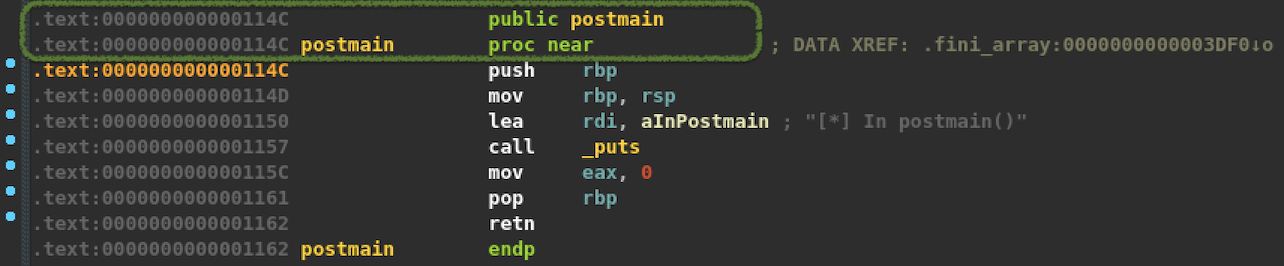 .text:000000000000114C public postmain
.text:000000000000114C postmain proc near ; DATA XREF: .fini_array:0000000000003DF0↓o
.text:000000000000114C push rbp
.text:000000000000114D mov rbp, rsp
.text:0000000000001150 lea rdi, aInPostmain ; "[*] In postmain()"
.text:0000000000001157 call _puts
.text:000000000000115C mov eax, 0
.text:0000000000001161 pop rbp
.text:0000000000001162 retn
.text:0000000000001162 postmain endp